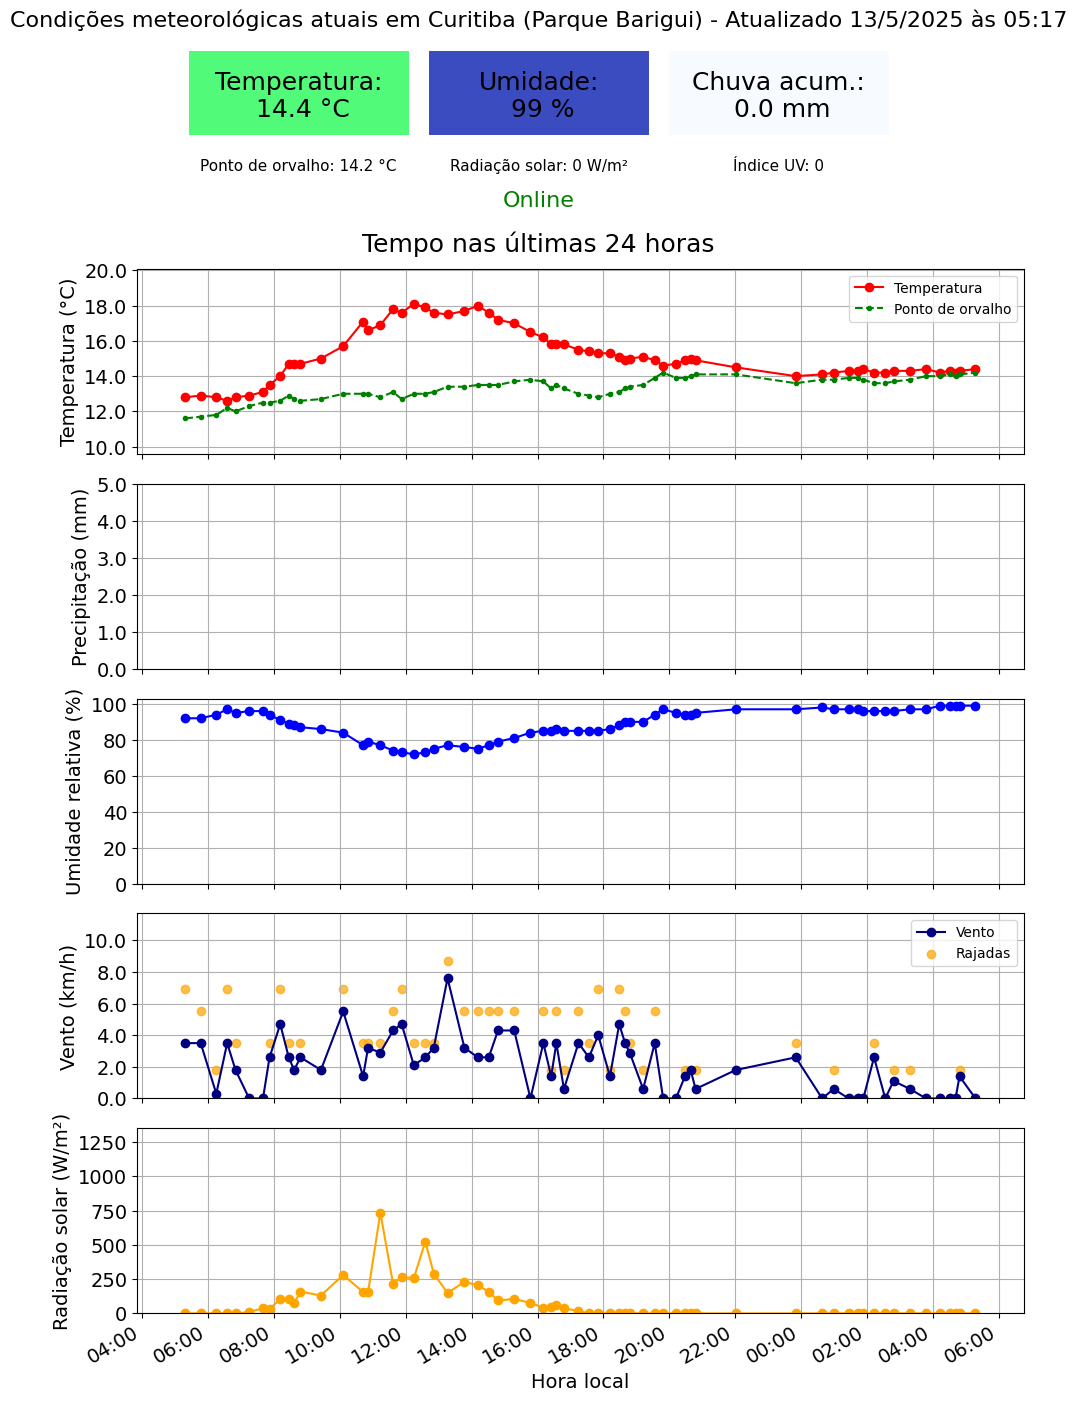 Condições meteorológicas atuais em Curitiba (Parque Barigui) - Atualizado 13/5/2025 às 05:17
Temperatura:
14.4 °C
Umidade:
99 %
Chuva acum.:
0.0 mm
Ponto de orvalho: 14.2 °C
Radiação solar: 0 W/m²
Índice UV: 0
Online
Tempo nas últimas 24 horas
Temperatura (°C)
20.0
18.0
16.0
14.0
12.0
10.0
Temperatura
Ponto de orvalho
Precipitação (mm)
5.0
4.0
3.0
2.0
1.0
0.0
Umidade relativa (%)
100
80
60
40
20
0
Vento (km/h)
10.0
8.0
6.0
4.0
2.0
0.0
Vento
Rajadas
Radiação solar (W/m²)
1250
1000
750
500
250
0
04:00
06:00
08:00
10:00
12:00
14:00
16:00
18:00
20:00
22:00
00:00
02:00
04:00
06:00
Hora local